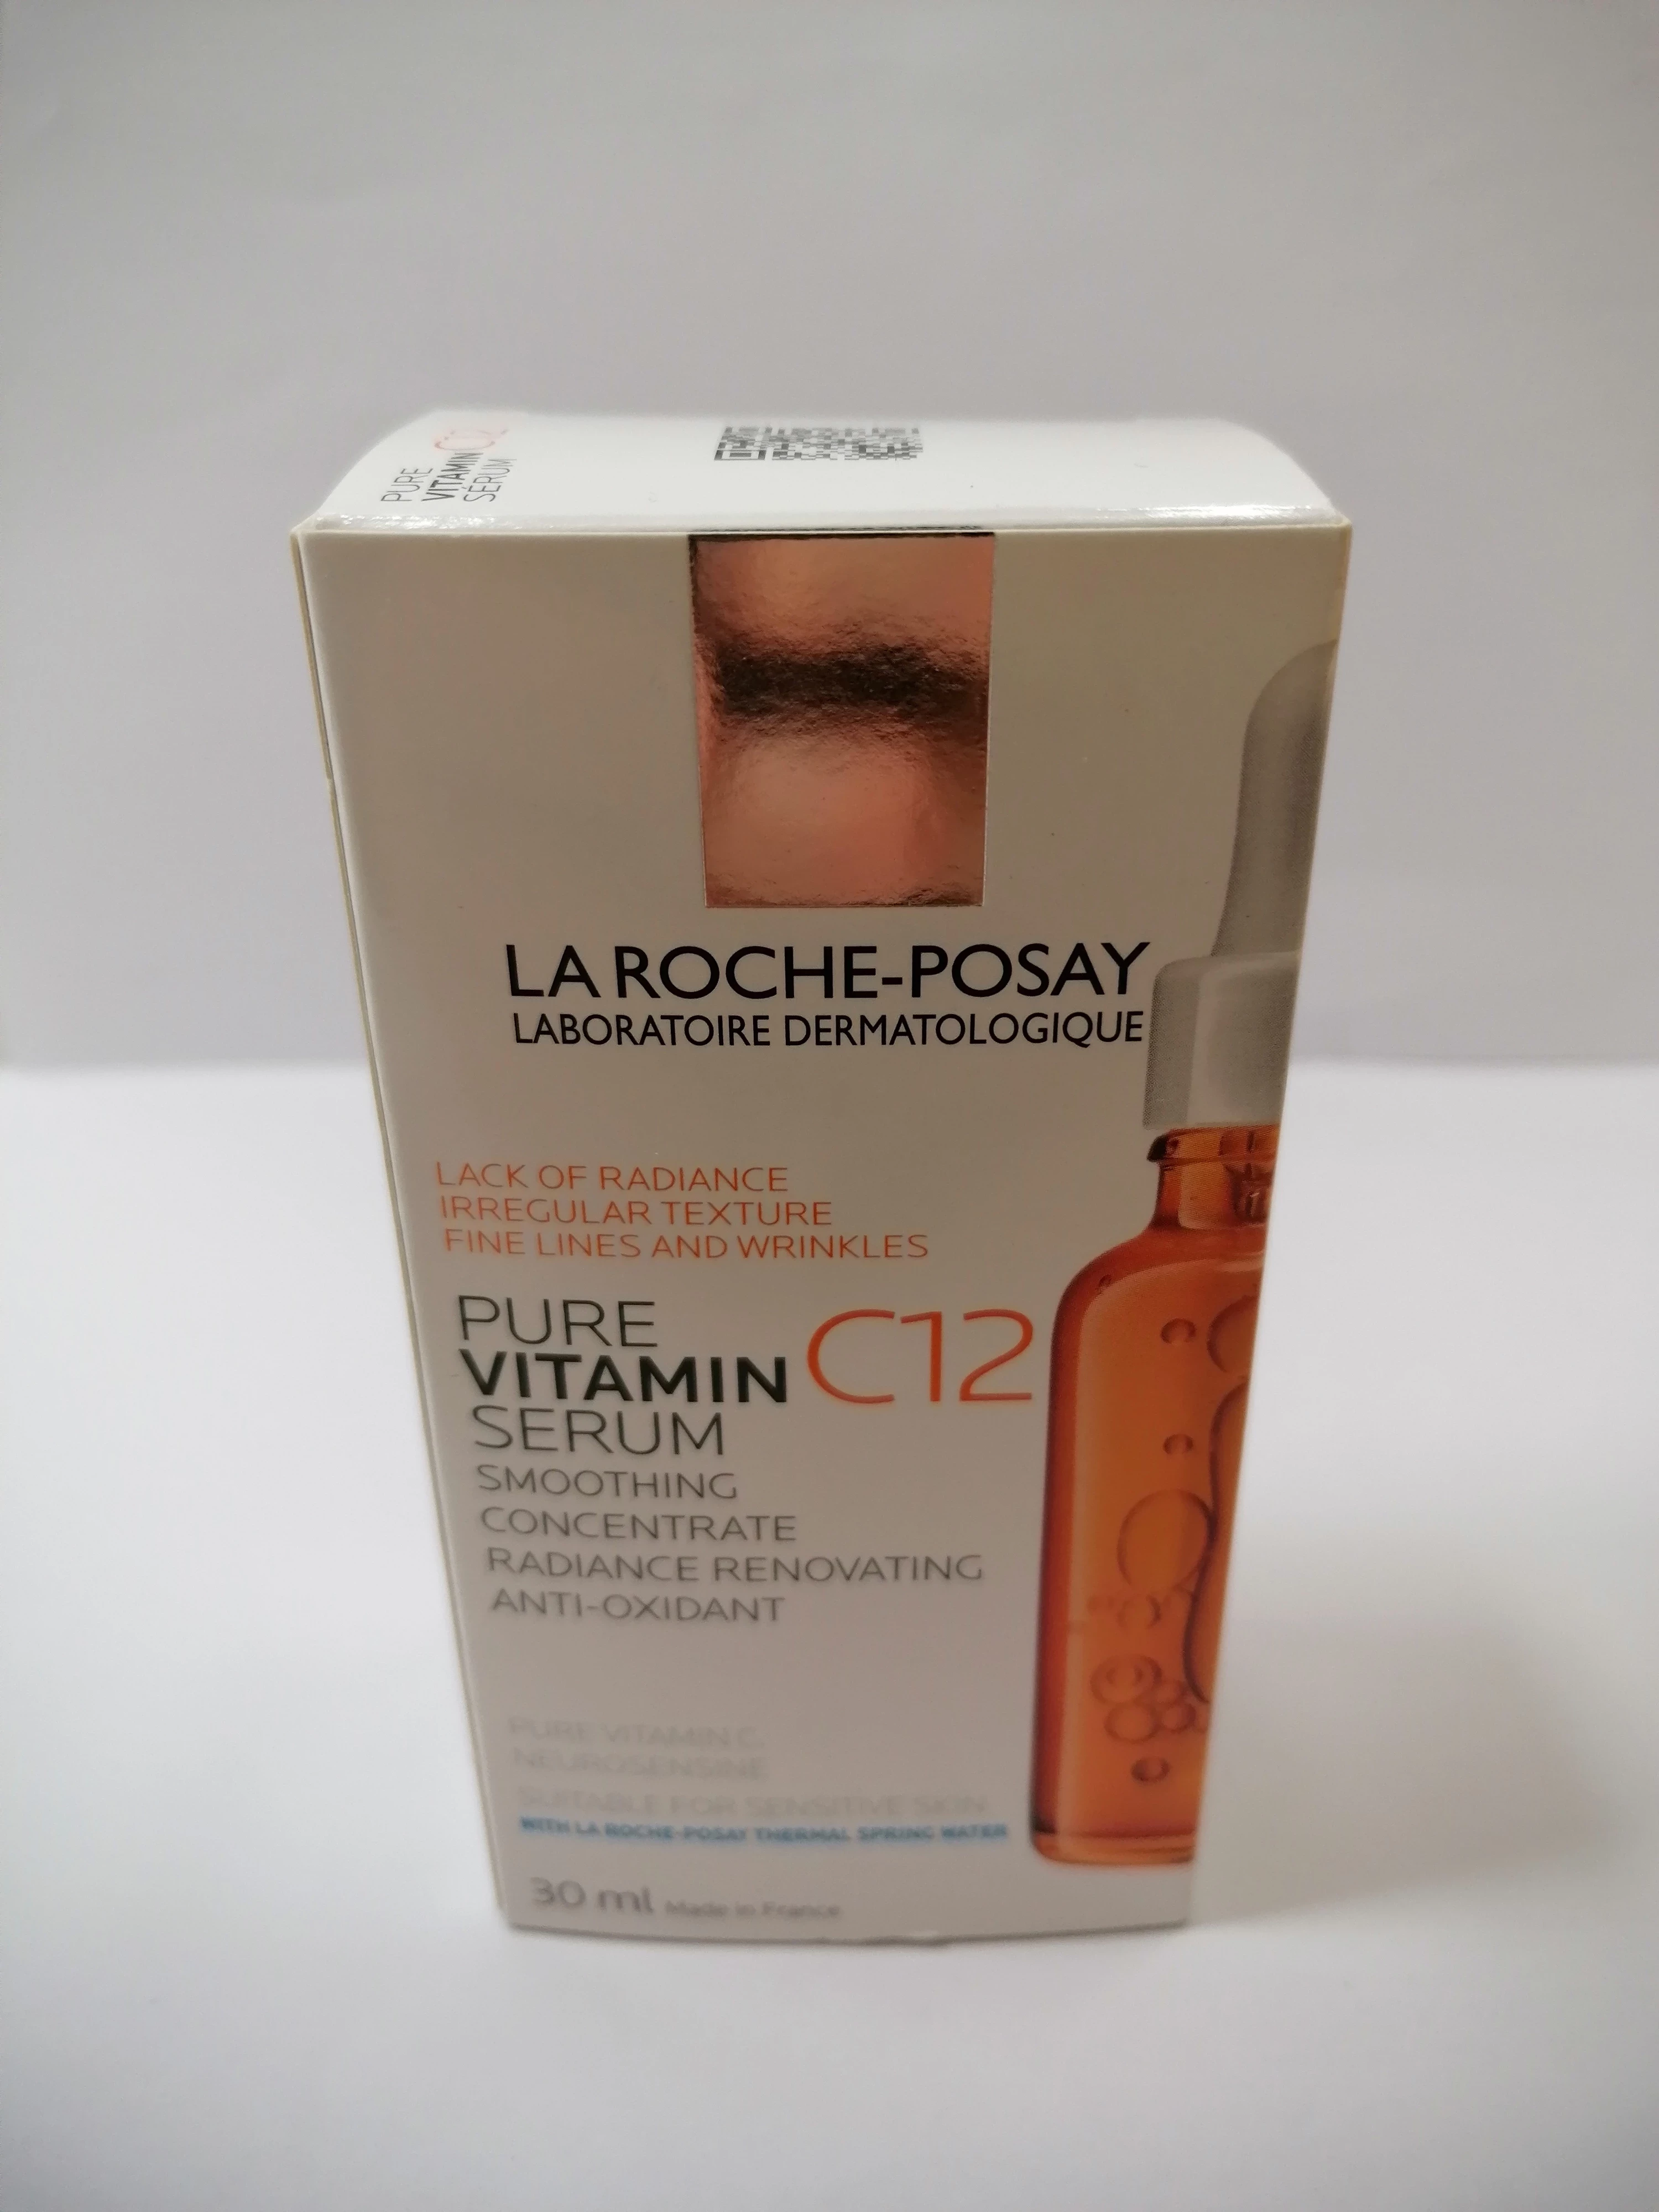 PURE
VITAMIN C12
SÉRUM
LA ROCHE-POSAY
LABORATOIRE DERMATOLOGIQUE
LACK OF RADIANCE
IRREGULAR TEXTURE
FINE LINES AND WRINKLES
PURE
VITAMIN C12
SERUM
SMOOTHING
CONCENTRATE
RADIANCE RENOVATING
ANTI-OXIDANT
PURE VITAMIN C.
NEUROSENSINE
SUITABLE FOR SENSITIVE SKIN
WITH LA ROCHE-POSAY THERMAL SPRING WATER
30 ml Made in France